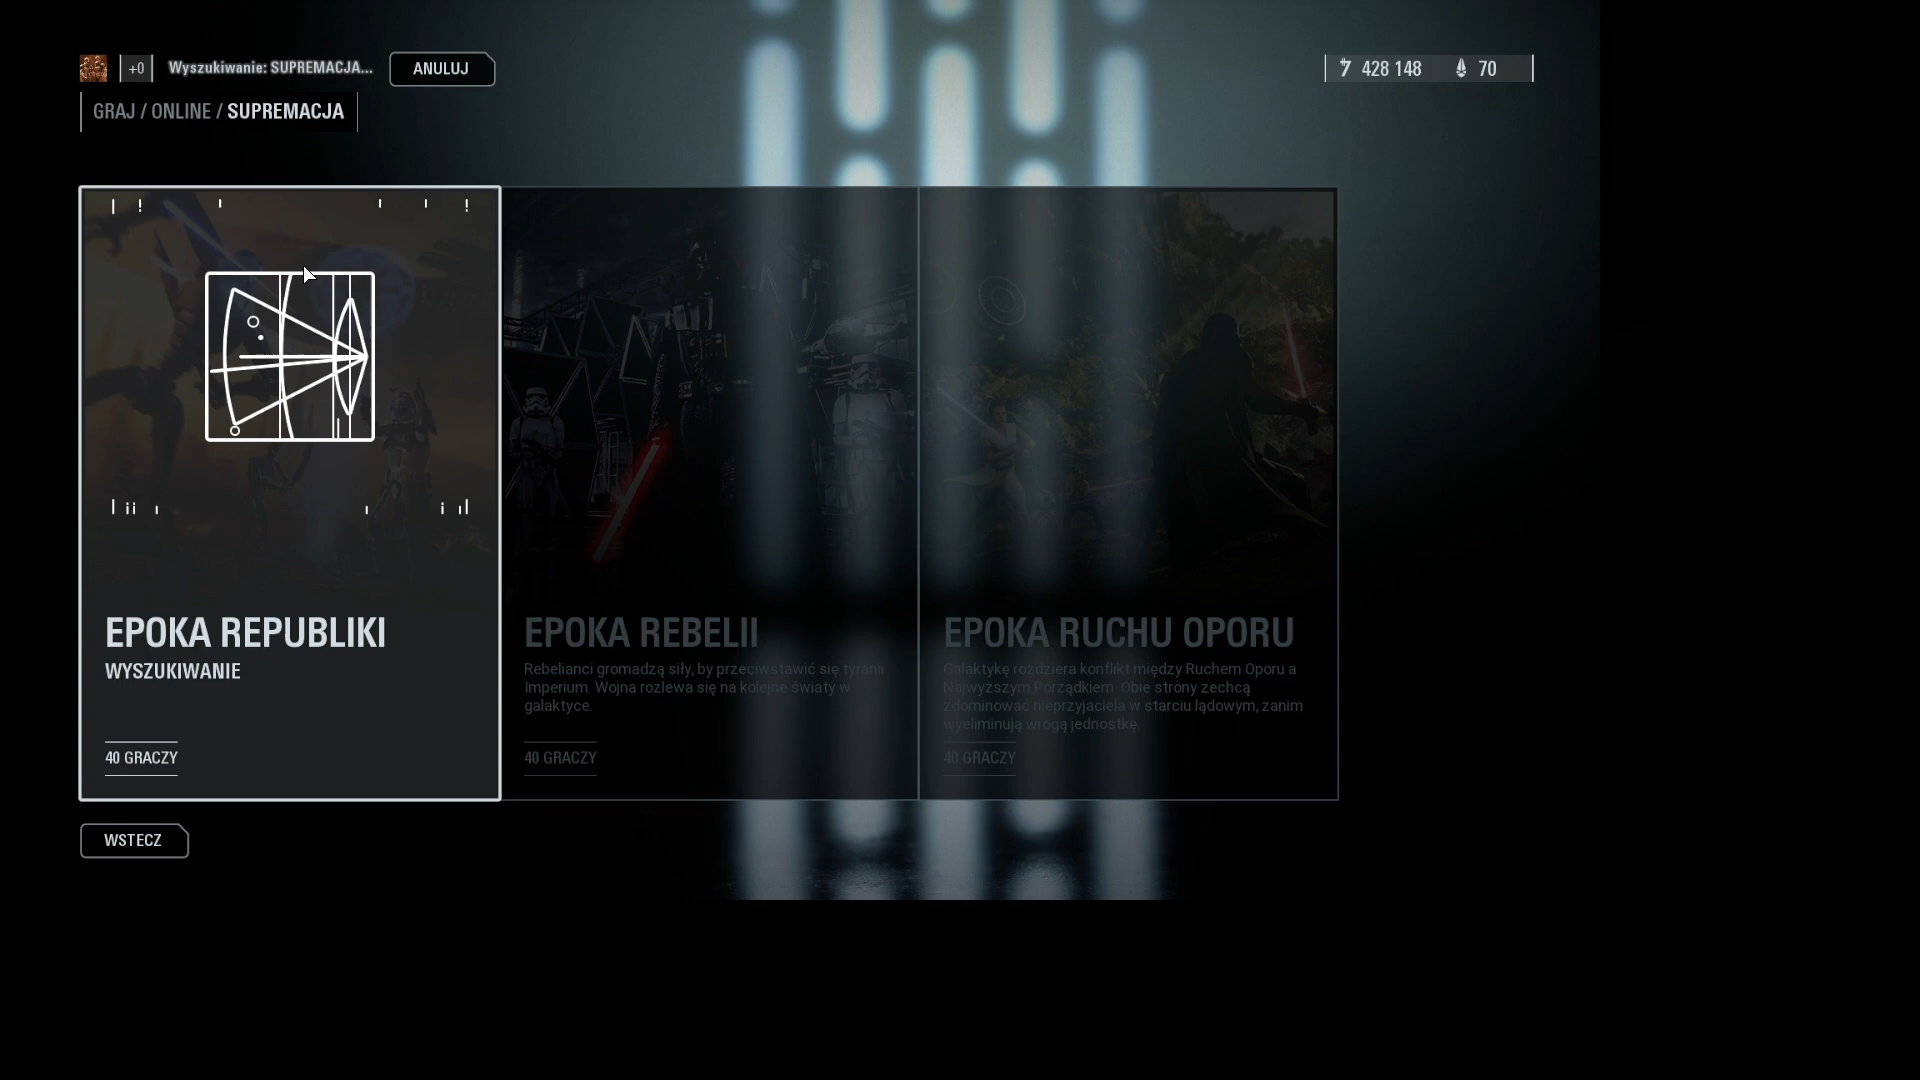 +0 Wyszukiwanie: SUPREMACJA... ANULUJ 428 148 70
GRAJ / ONLINE / SUPREMACJA
EPOKA REPUBLIKI
WYSZUKIWANIE
40 GRACZY
EPOKA REBELII
Rebelianci gromadzą siły, by przeciwstawić się tyranii
Imperium. Wojna rozlewa się na kolejne światy w
galaktyce.
40 GRACZY
EPOKA RUCHU OPORU
Galaktykę rozdziera konflikt między Ruchem Oporu a
Najwyższym Porządkiem. Obie strony zechcą
zdominować nieprzyjaciela w starciu lądowym, zanim
wyeliminują wrogą jednostkę.
40 GRACZY
WSTECZ